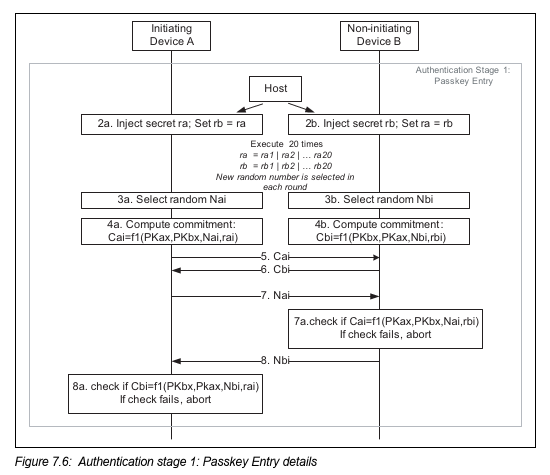 Initiating
Device A
Non-initiating
Device B
Authentication Stage 1:
Passkey Entry
Host
2a. Inject secret ra; Set rb = ra
2b. Inject secret rb; Set ra = rb
Execute 20 times
ra = ra1 | ra2 | … ra20
rb = rb1 | rb2 | … rb20
New random number is selected in
each round
3a. Select random Nai
3b. Select random Nbi
4a. Compute commitment:
Cai=f1(PKax,PKbx,Nai,rai)
4b. Compute commitment:
Cbi=f1(PKbx,PKax,Nbi,rbi)
5. Cai
6. Cbi
7. Nai
7a.check if Cai=f1(PKax,PKbx,Nai,rbi)
If check fails, abort
8. Nbi
8a. check if Cbi=f1(PKbx,Pkax,Nbi,rai)
If check fails, abort
Figure 7.6: Authentication stage 1: Passkey Entry details